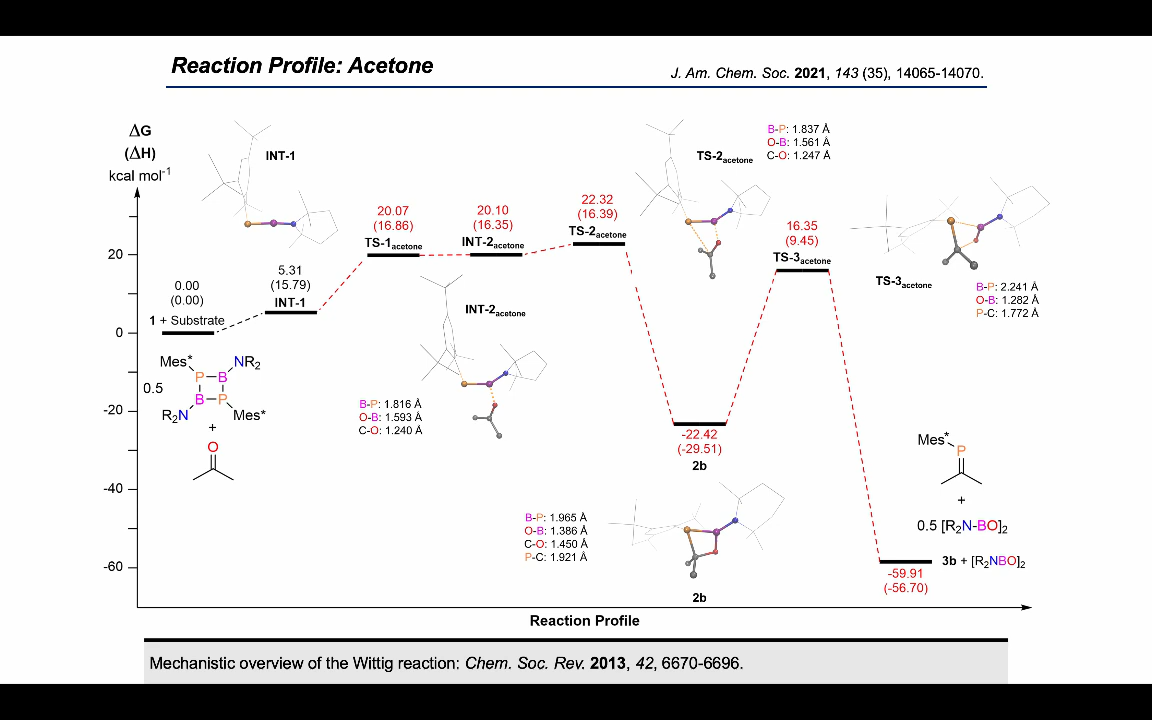 Reaction Profile: Acetone
J. Am. Chem. Soc. 2021, 143 (35), 14065-14070.
ΔG
(ΔH)
kcal mol-1
20
0
-20
-40
-60
0.00
(0.00)
1 + Substrate
Mes*
NR2
P
B
0.5
B
P
R2N
Mes*
+
O
5.31
(15.79)
INT-1
INT-1
20.07
(16.86)
TS-1acetone
20.10
(16.35)
INT-2acetone
INT-2acetone
B-P: 1.816 Å
O-B: 1.593 Å
C-O: 1.240 Å
22.32
(16.39)
TS-2acetone
TS-2acetone
B-P: 1.837 Å
O-B: 1.561 Å
C-O: 1.247 Å
-22.42
(-29.51)
2b
B-P: 1.965 Å
O-B: 1.386 Å
C-O: 1.450 Å
P-C: 1.921 Å
2b
16.35
(9.45)
TS-3acetone
TS-3acetone
B-P: 2.241 Å
O-B: 1.282 Å
P-C: 1.772 Å
Mes*
P
+
0.5 [R2N-BO]2
3b + [R2NBO]2
-59.91
(-56.70)
Reaction Profile
Mechanistic overview of the Wittig reaction: Chem. Soc. Rev. 2013, 42, 6670-6696.